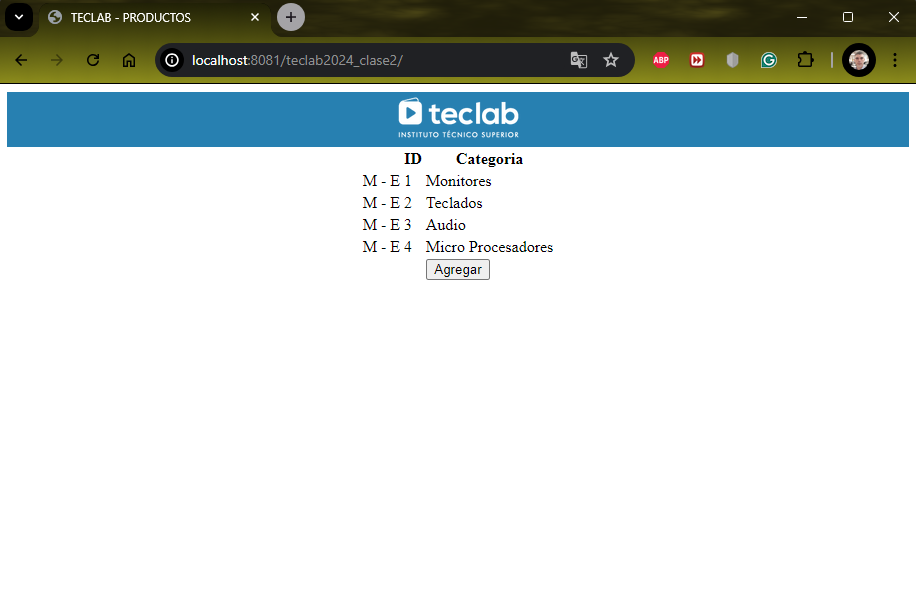 TECLAB - PRODUCTOS
localhost:8081/teclab2024_clase2/
ABP
teclab
INSTITUTO TÉCNICO SUPERIOR
ID Categoria
M - E 1 Monitores
M - E 2 Teclados
M - E 3 Audio
M - E 4 Micro Procesadores
Agregar